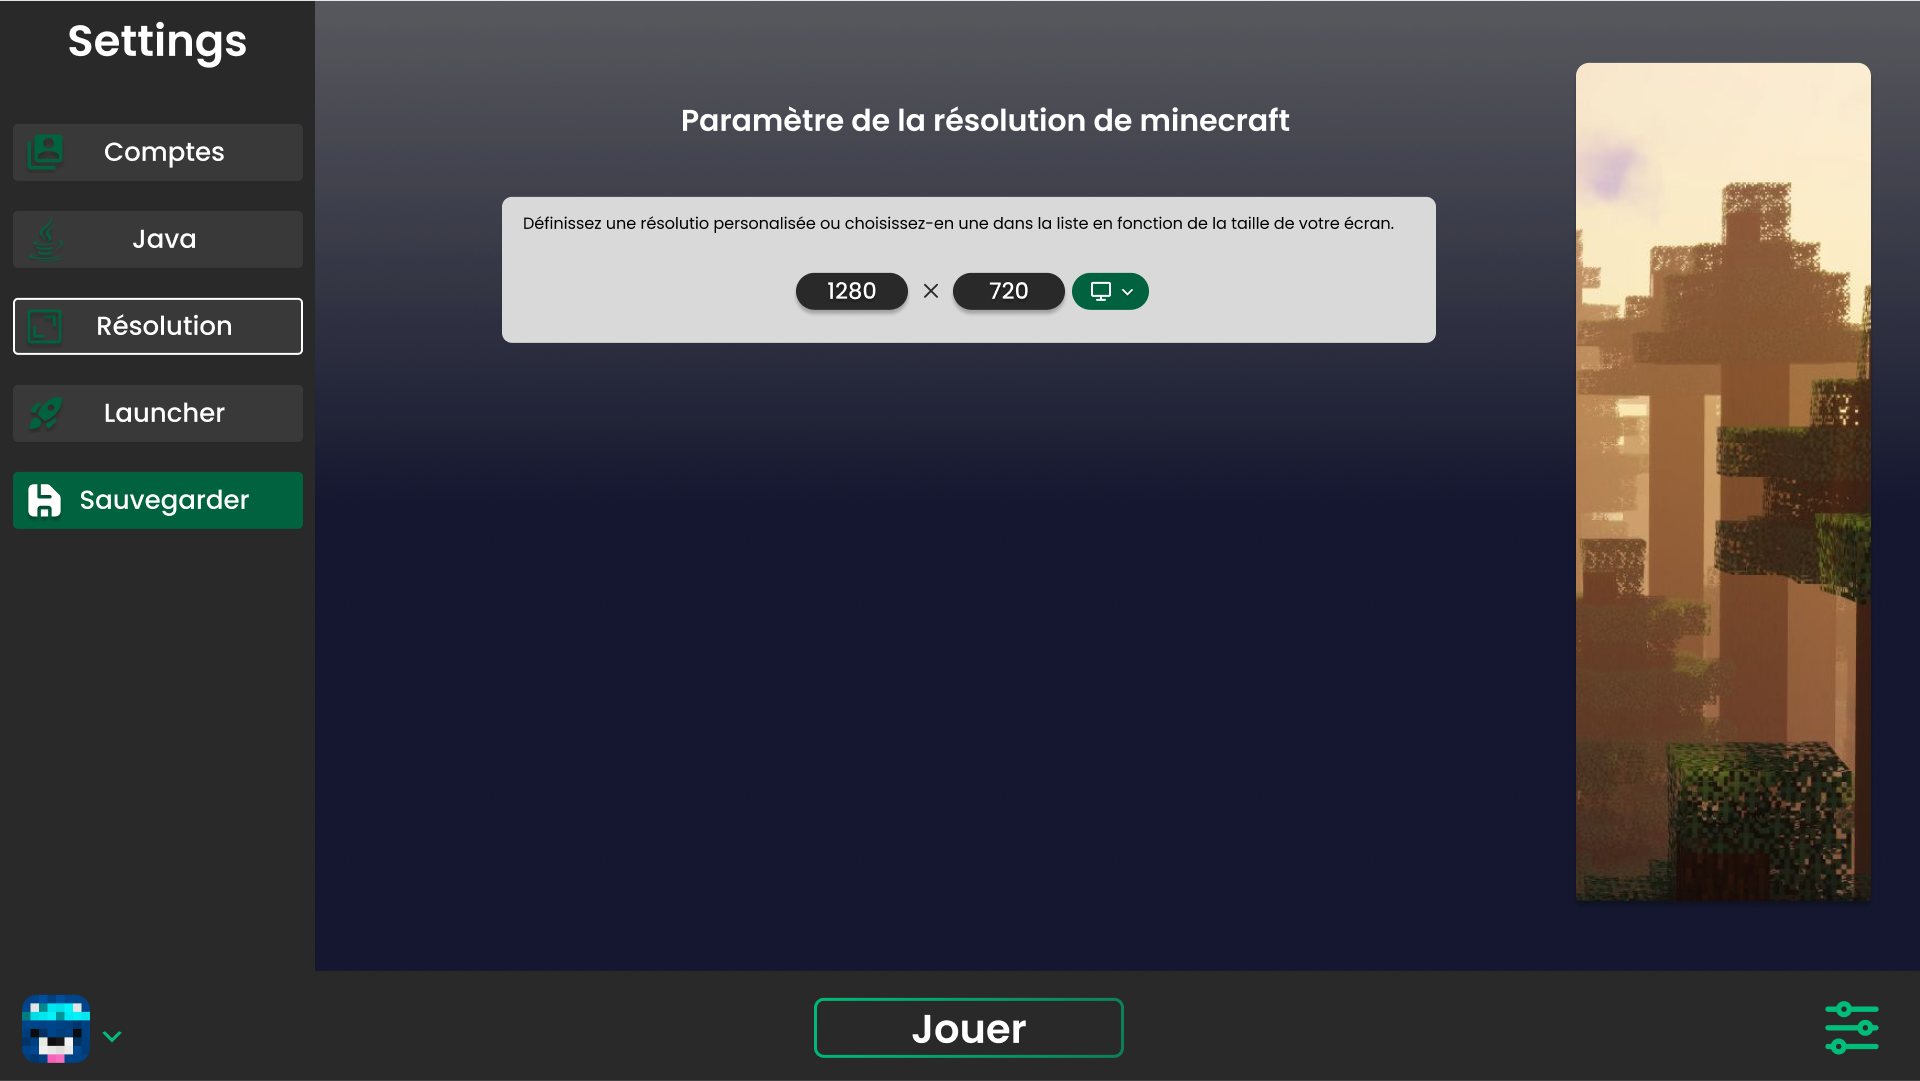 Settings
Comptes
Java
Résolution
Launcher
Sauvegarder
Paramètre de la résolution de minecraft
Définissez une résolutio personalisée ou choisissez-en une dans la liste en fonction de la taille de votre écran.
1280 × 720
Jouer